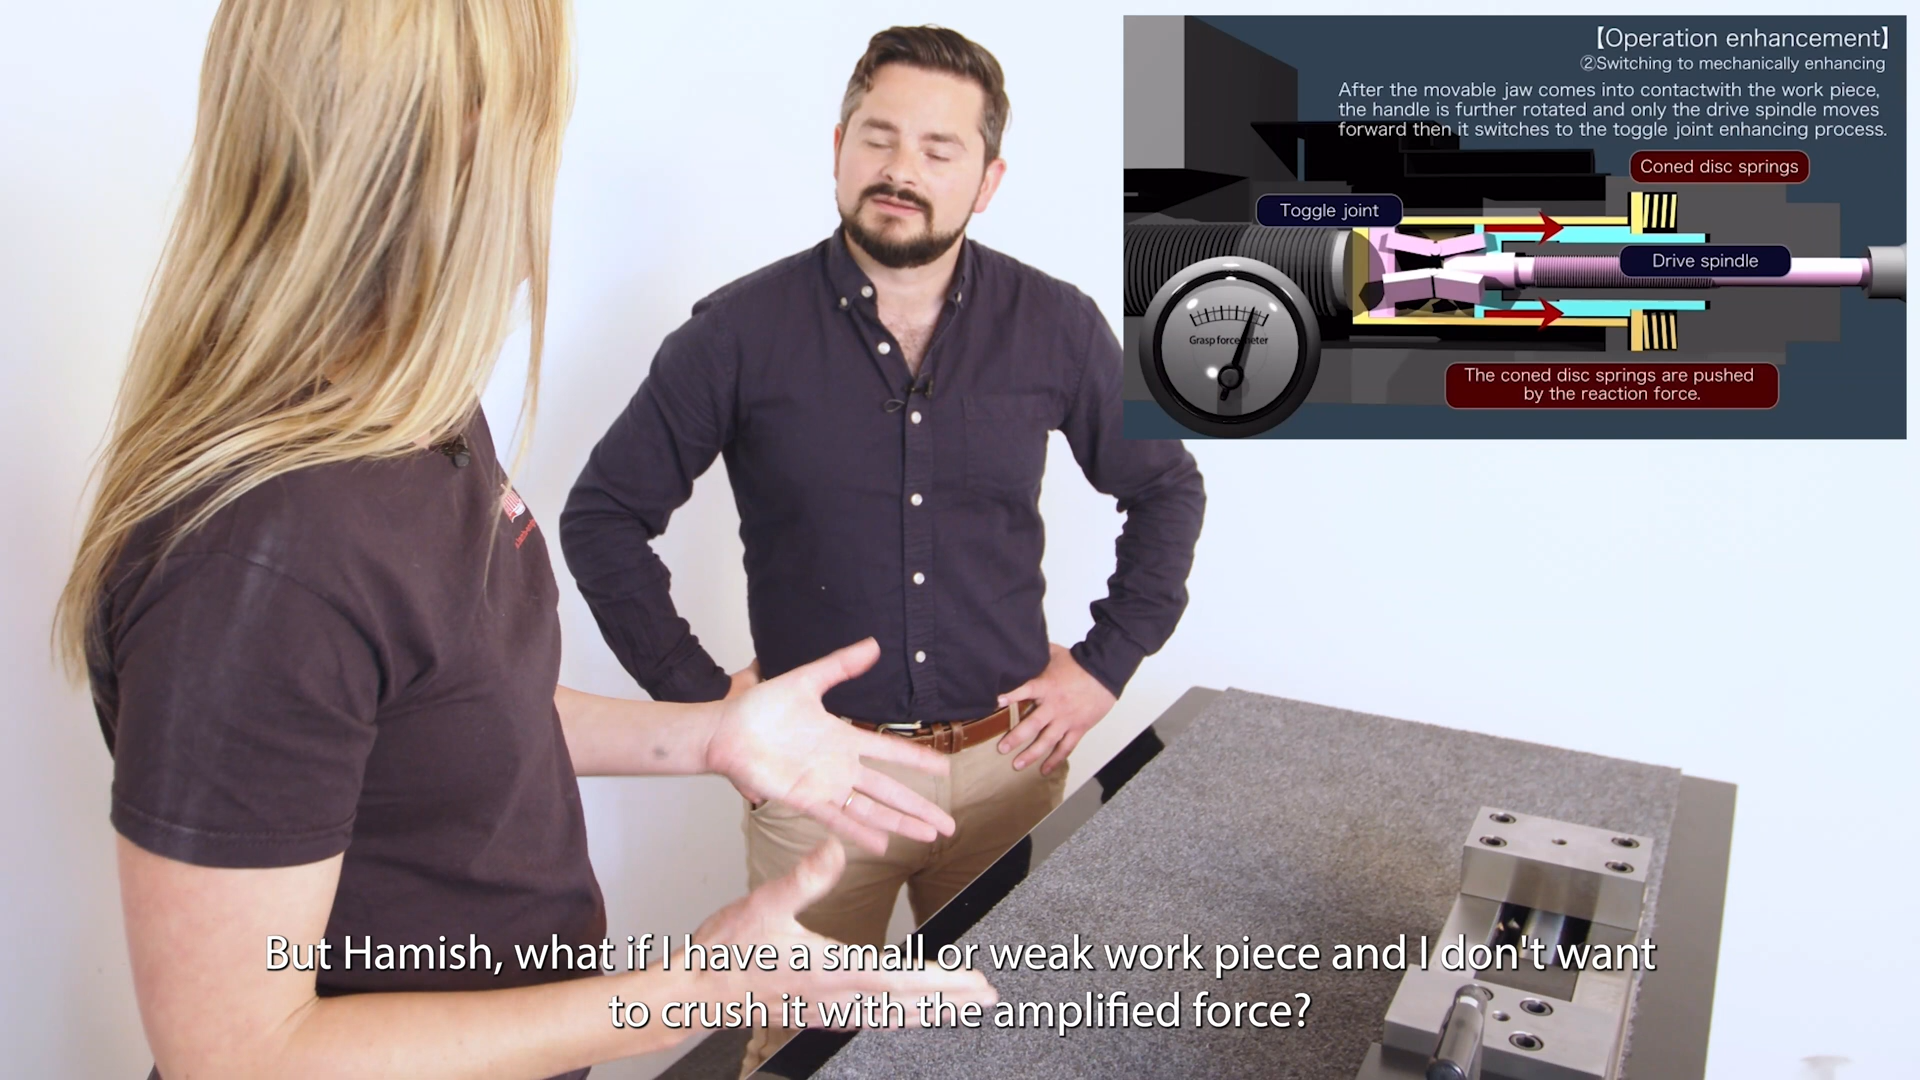 【Operation enhancement】
②Switching to mechanically enhancing
After the movable jaw comes into contactwith the work piece,
the handle is further rotated and only the drive spindle moves
forward then it switches to the toggle joint enhancing process.
Coned disc springs
Toggle joint
Drive spindle
Grasp force meter
The coned disc springs are pushed
by the reaction force.
But Hamish, what if I have a small or weak work piece and I don't want
to crush it with the amplified force?